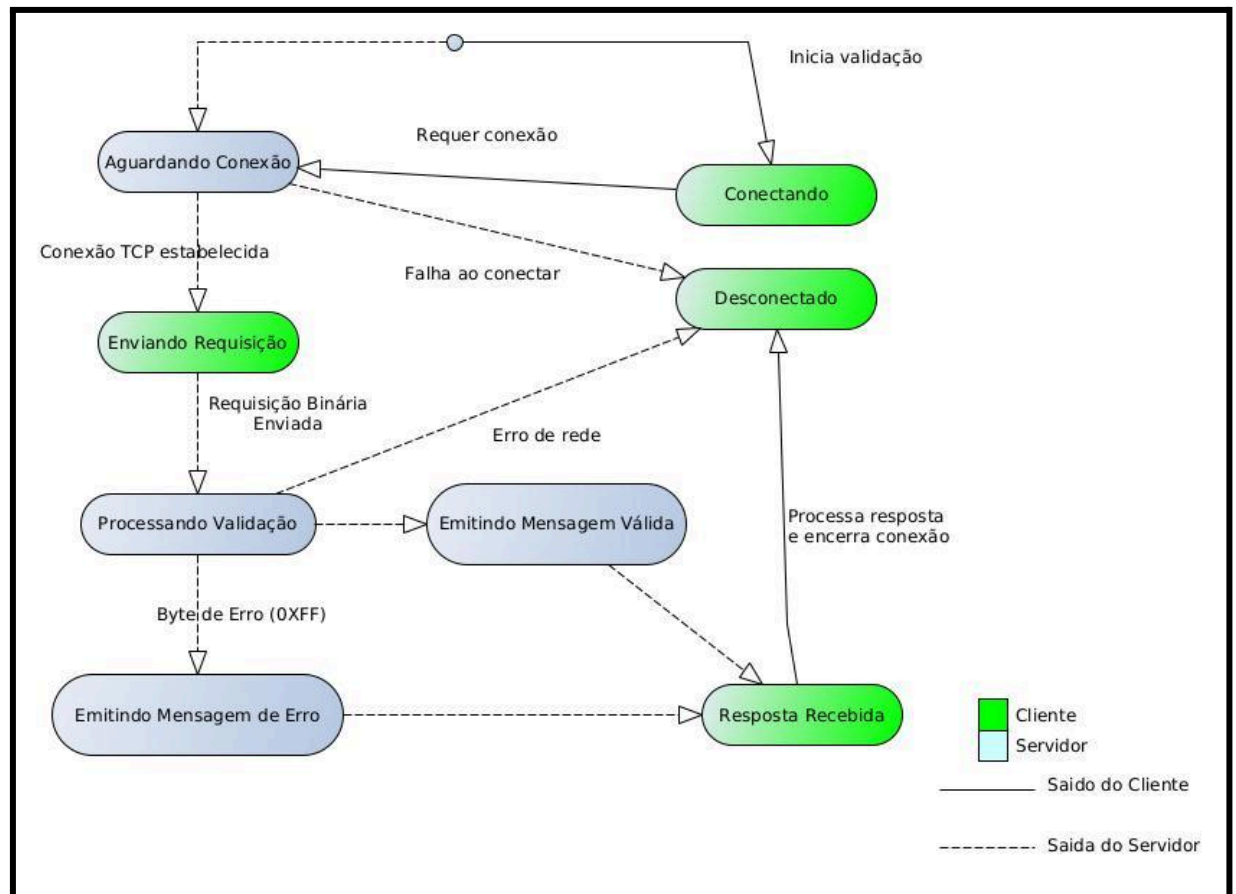 Inicia validação
Requer conexão
Aguardando Conexão
Conectando
Conexão TCP estabelecida
Falha ao conectar
Desconectado
Enviando Requisição
Requisição Binária
Enviada
Erro de rede
Processando Validação
Emitindo Mensagem Válida
Processa resposta
e encerra conexão
Byte de Erro (0XFF)
Emitindo Mensagem de Erro
Resposta Recebida
Cliente
Servidor
Saido do Cliente
Saida do Servidor